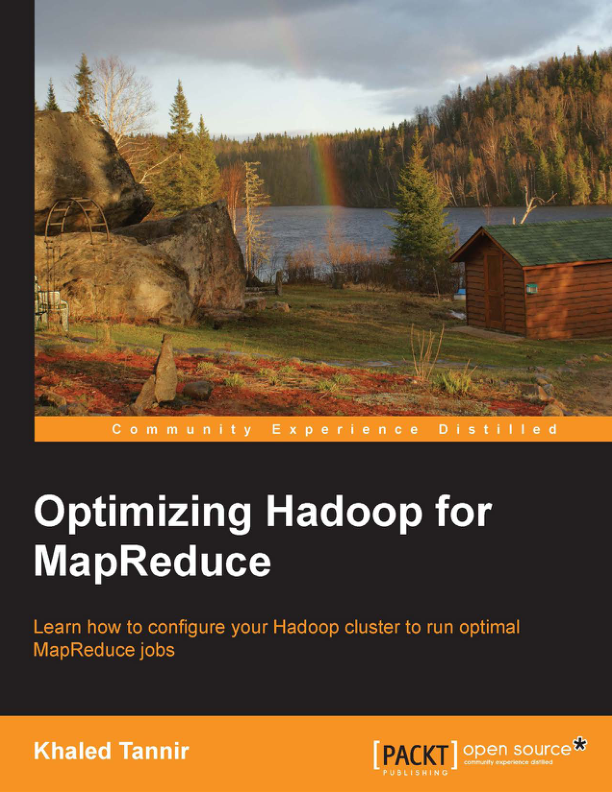 Community Experience Distilled
Optimizing Hadoop for
MapReduce
Learn how to configure your Hadoop cluster to run optimal
MapReduce jobs
Khaled Tannir
[PACKT] open source*
PUBLISHING
community experience distilled